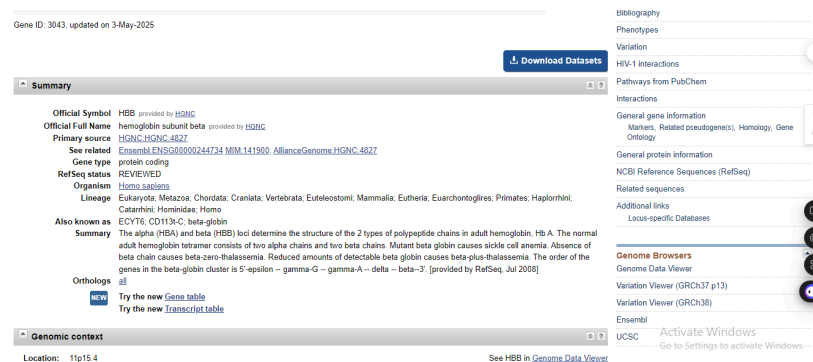 Gene ID: 3043, updated on 3-May-2025
Download Datasets
Summary
Official Symbol HBB provided by HGNC
Official Full Name hemoglobin subunit beta provided by HGNC
Primary source HGNC:HGNC:4827
See related Ensembl:ENSG00000244734 MIM:141900; AllianceGenome:HGNC:4827
Gene type protein coding
RefSeq status REVIEWED
Organism Homo sapiens
Lineage Eukaryota; Metazoa; Chordata; Craniata; Vertebrata; Euteleostomi; Mammalia; Eutheria; Euarchontoglires; Primates; Haplorrhini;
Catarrhini; Hominidae; Homo
Also known as ECYT6; CD113t-C; beta-globin
Summary The alpha (HBA) and beta (HBB) loci determine the structure of the 2 types of polypeptide chains in adult hemoglobin, Hb A. The normal
adult hemoglobin tetramer consists of two alpha chains and two beta chains. Mutant beta globin causes sickle cell anemia. Absence of
beta chain causes beta-zero-thalassemia. Reduced amounts of detectable beta globin causes beta-plus-thalassemia. The order of the
genes in the beta-globin cluster is 5'-epsilon -- gamma-G -- gamma-A -- delta -- beta--3'. [provided by RefSeq, Jul 2008]
Orthologs all
NEW Try the new Gene table
Try the new Transcript table
Genomic context
Location: 11p15.4
See HBB in Genome Data Viewer
Bibliography
Phenotypes
Variation
HIV-1 interactions
Pathways from PubChem
Interactions
General gene information
Markers, Related pseudogene(s), Homology, Gene
Ontology
General protein information
NCBI Reference Sequences (RefSeq)
Related sequences
Additional links
Locus-specific Databases
Genome Browsers
Genome Data Viewer
Variation Viewer (GRCh37.p13)
Variation Viewer (GRCh38)
Ensembl
UCSC
Activate Windows
Go to Settings to activate Windows.